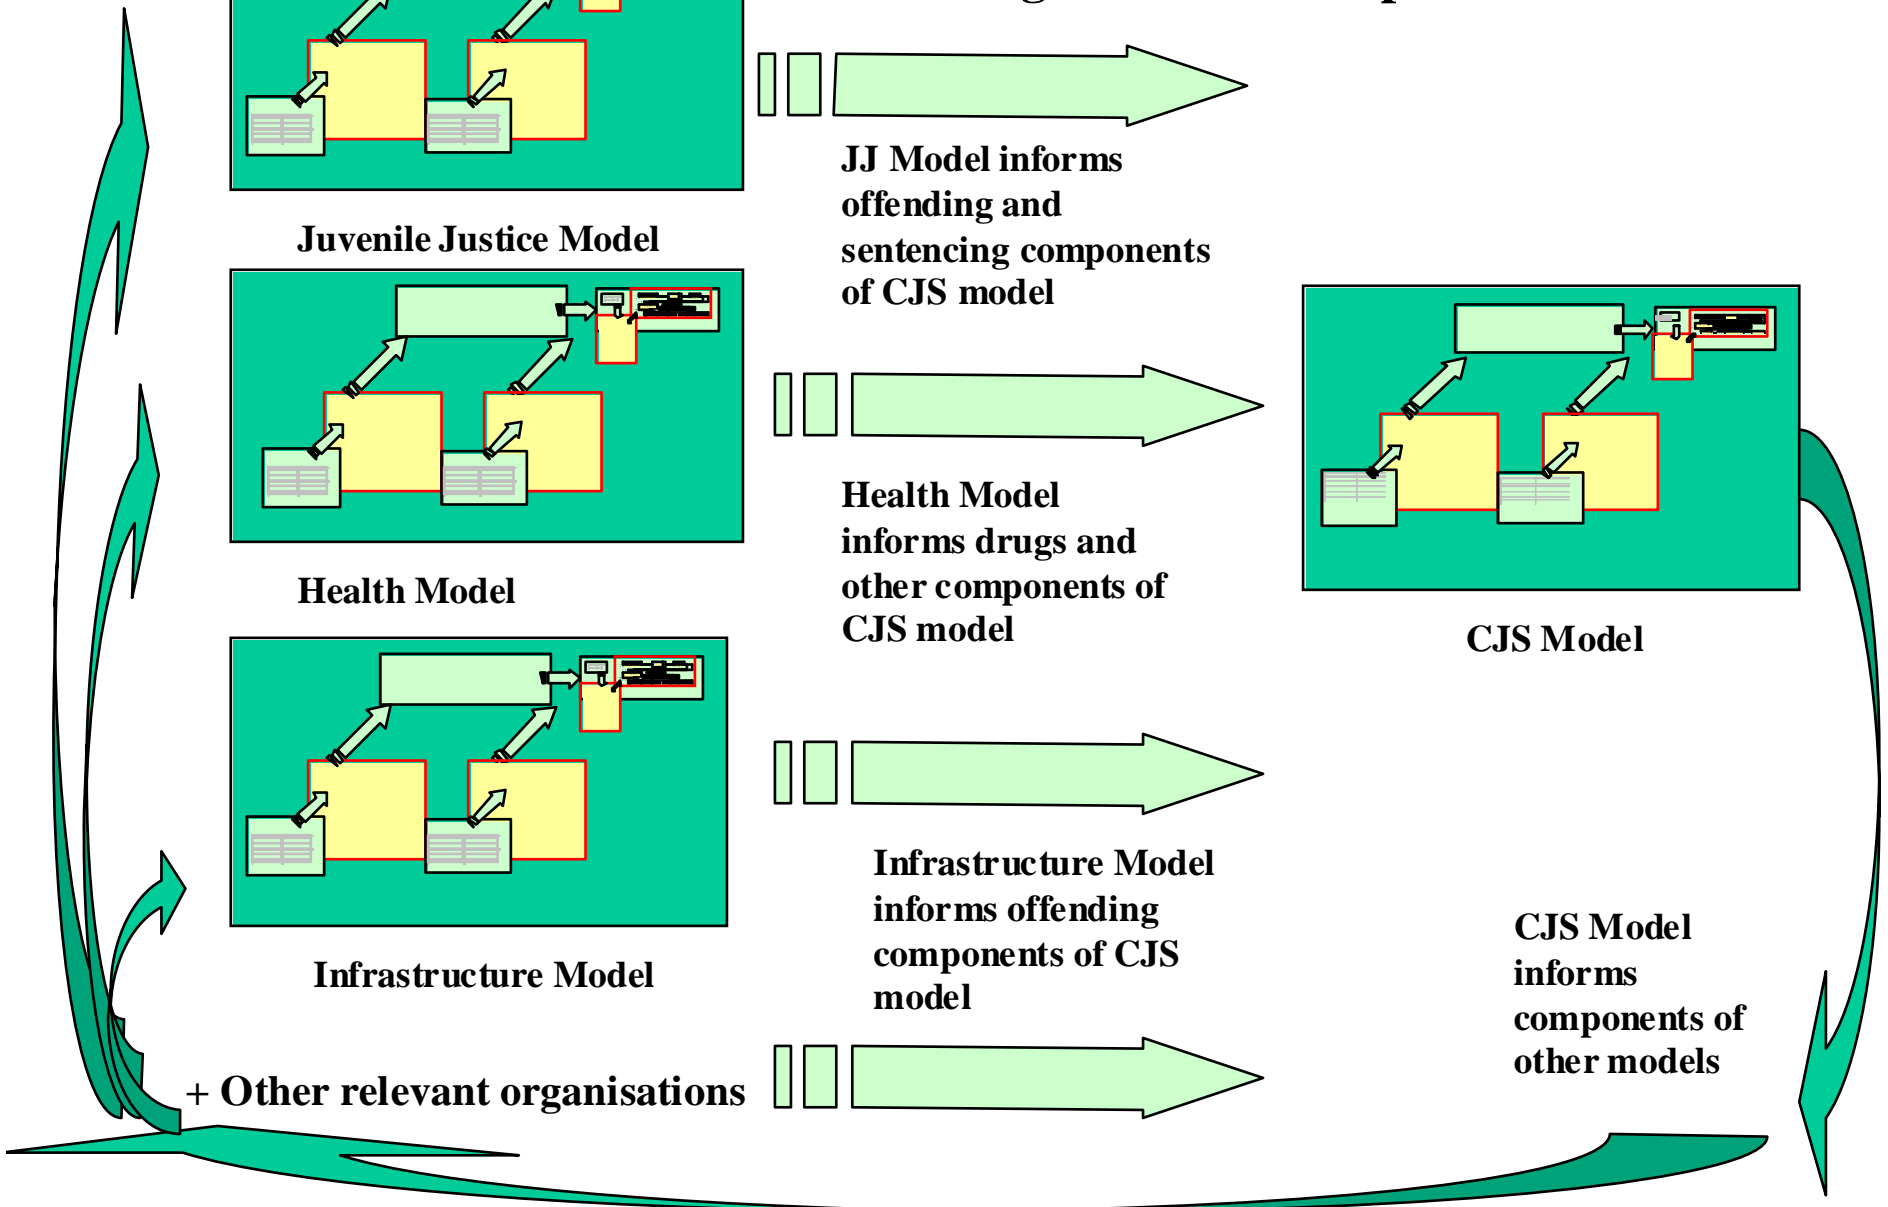 JJ Model informs
offending and
sentencing components
of CJS model
Juvenile Justice Model
Health Model
informs drugs and
other components of
CJS model
Health Model
CJS Model
Infrastructure Model
informs offending
components of CJS
model
Infrastructure Model
CJS Model
informs
components of
other models
+ Other relevant organisations